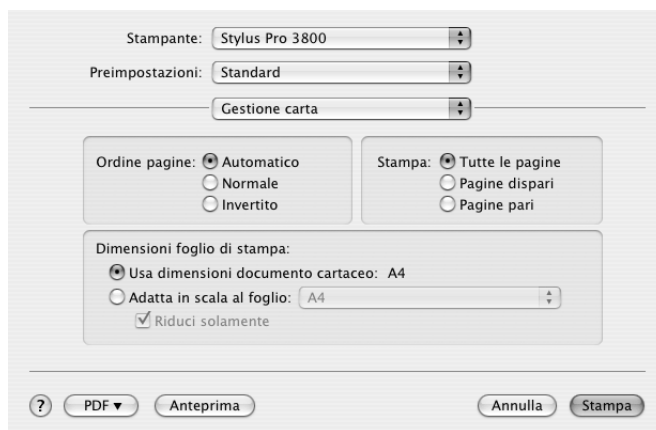 Stampante: Stylus Pro 3800
Preimpostazioni: Standard
Gestione carta
Ordine pagine: Automatico
Normale
Invertito
Stampa: Tutte le pagine
Pagine dispari
Pagine pari
Dimensioni foglio di stampa:
Usa dimensioni documento cartaceo: A4
Adatta in scala al foglio: A4
Riduci solamente
? PDF▼ Anteprima Annulla Stampa